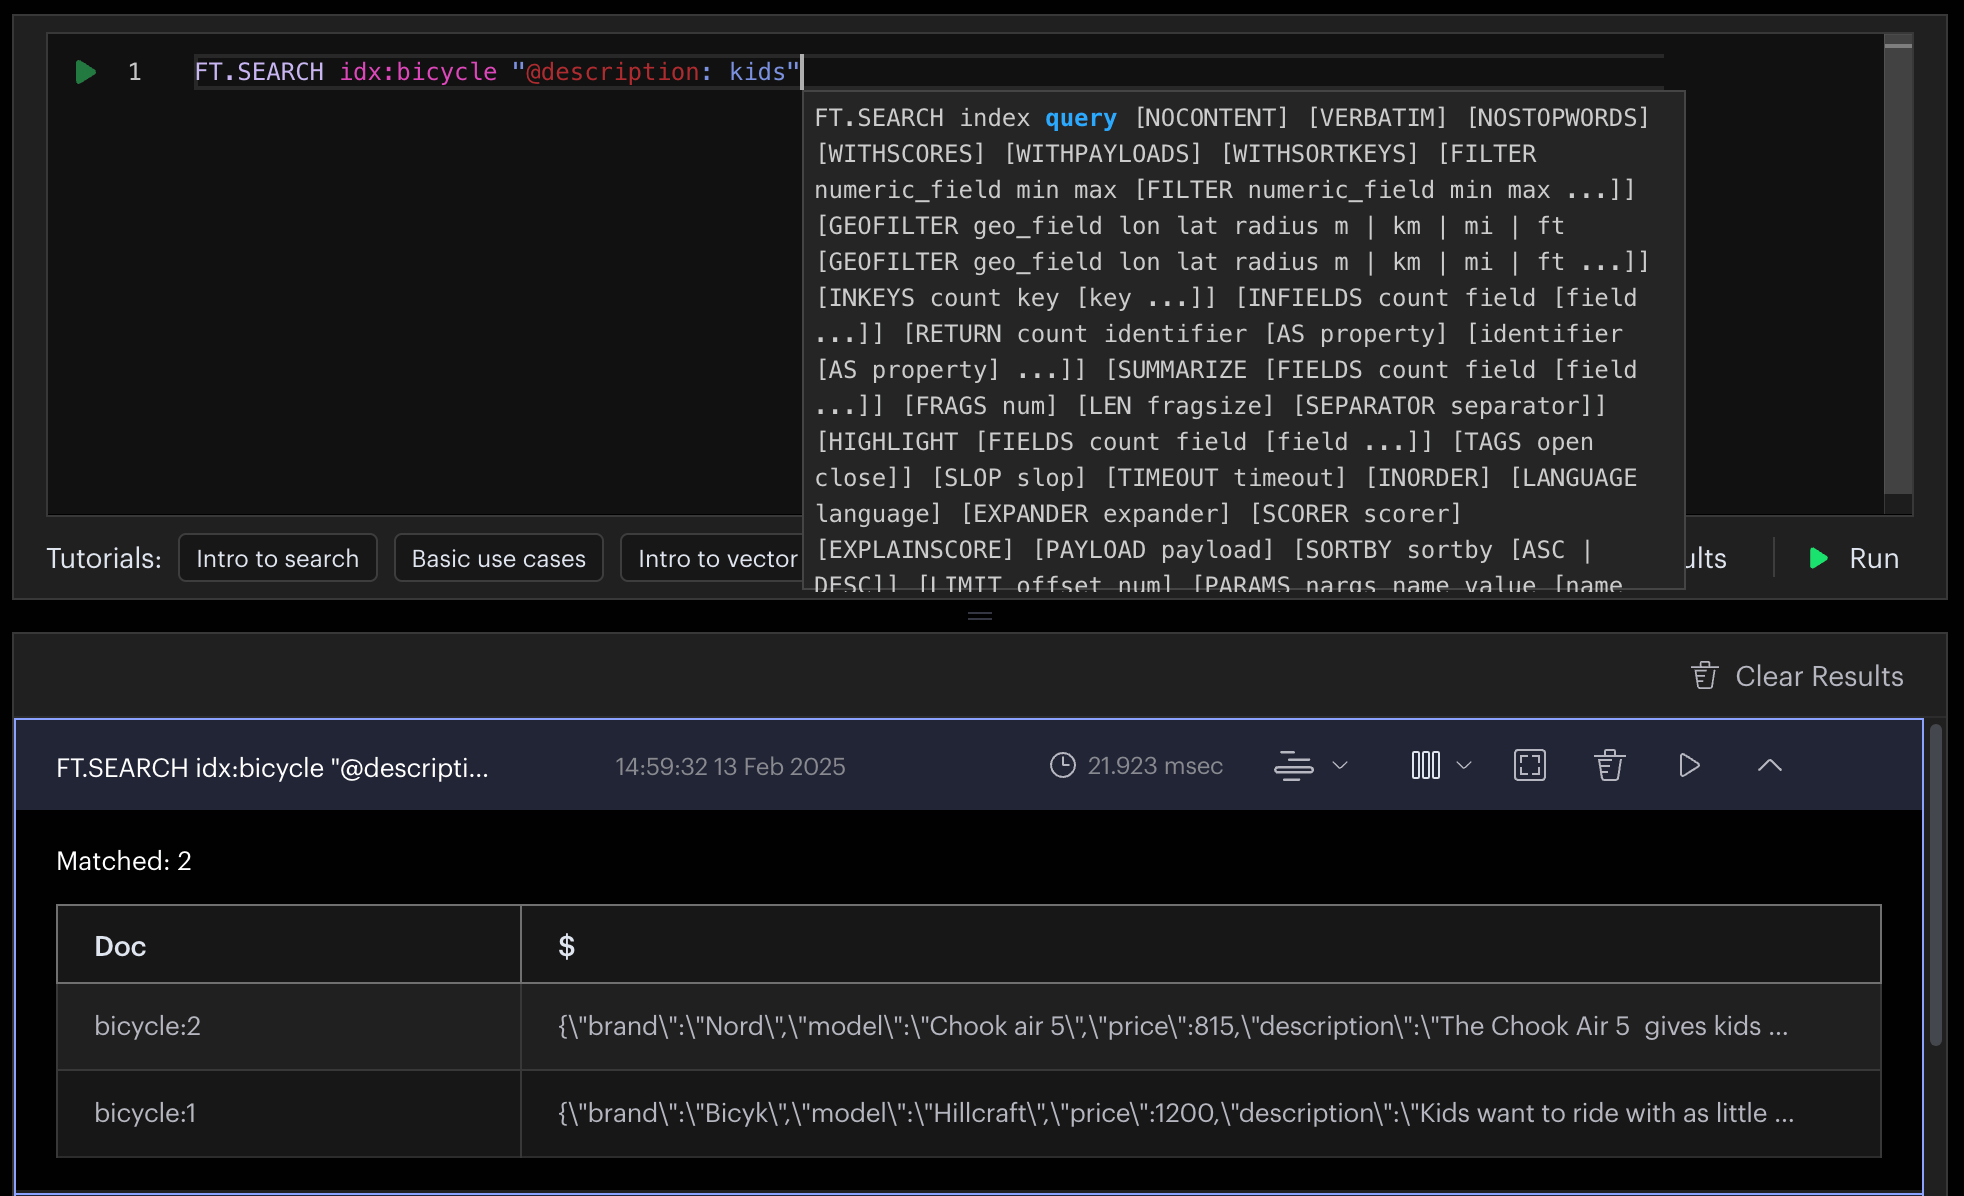 1 FT.SEARCH idx:bicycle "@description: kids"
FT.SEARCH index query [NOCONTENT] [VERBATIM] [NOSTOPWORDS]
[WITHSCORES] [WITHPAYLOADS] [WITHSORTKEYS] [FILTER
numeric_field min max [FILTER numeric_field min max ...]]
[GEOFILTER geo_field lon lat radius m | km | mi | ft
[GEOFILTER geo_field lon lat radius m | km | mi | ft ...]]
[INKEYS count key [key ...]] [INFIELDS count field [field
...]] [RETURN count identifier [AS property] [identifier
[AS property] ...]] [SUMMARIZE [FIELDS count field [field
...]] [FRAGS num] [LEN fragsize] [SEPARATOR separator]]
[HIGHLIGHT [FIELDS count field [field ...]] [TAGS open
close]] [SLOP slop] [TIMEOUT timeout] [INORDER] [LANGUAGE
language] [EXPANDER expander] [SCORER scorer]
[EXPLAINSCORE] [PAYLOAD payload] [SORTBY sortby [ASC |
DESC]] [LIMIT offset num] [PARAMS nargs name value [name
Tutorials: Intro to search Basic use cases Intro to vector ults Run
Clear Results
FT.SEARCH idx:bicycle "@descripti... 14:59:32 13 Feb 2025 21.923 msec
Matched: 2
Doc $
bicycle:2 {\"brand\":\"Nord\",\"model\":\"Chook air 5\",\"price\":815,\"description\":\"The Chook Air 5  gives kids ...
bicycle:1 {\"brand\":\"Bicyk\",\"model\":\"Hillcraft\",\"price\":1200,\"description\":\"Kids want to ride with as little ...